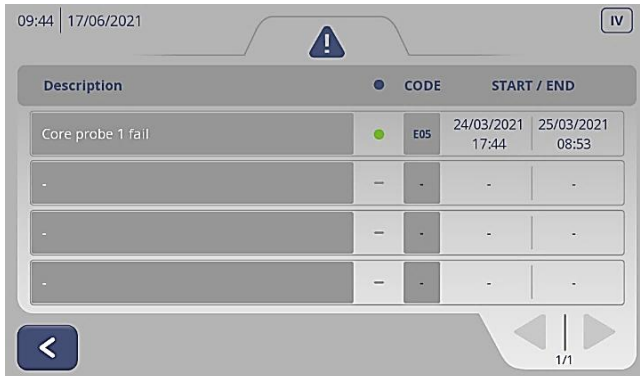 09:44 17/06/2021 IV
Description CODE START / END
Core probe 1 fail E05 24/03/2021 17:44 25/03/2021 08:53
- - - - -
- - - - -
- - - - -
1/1